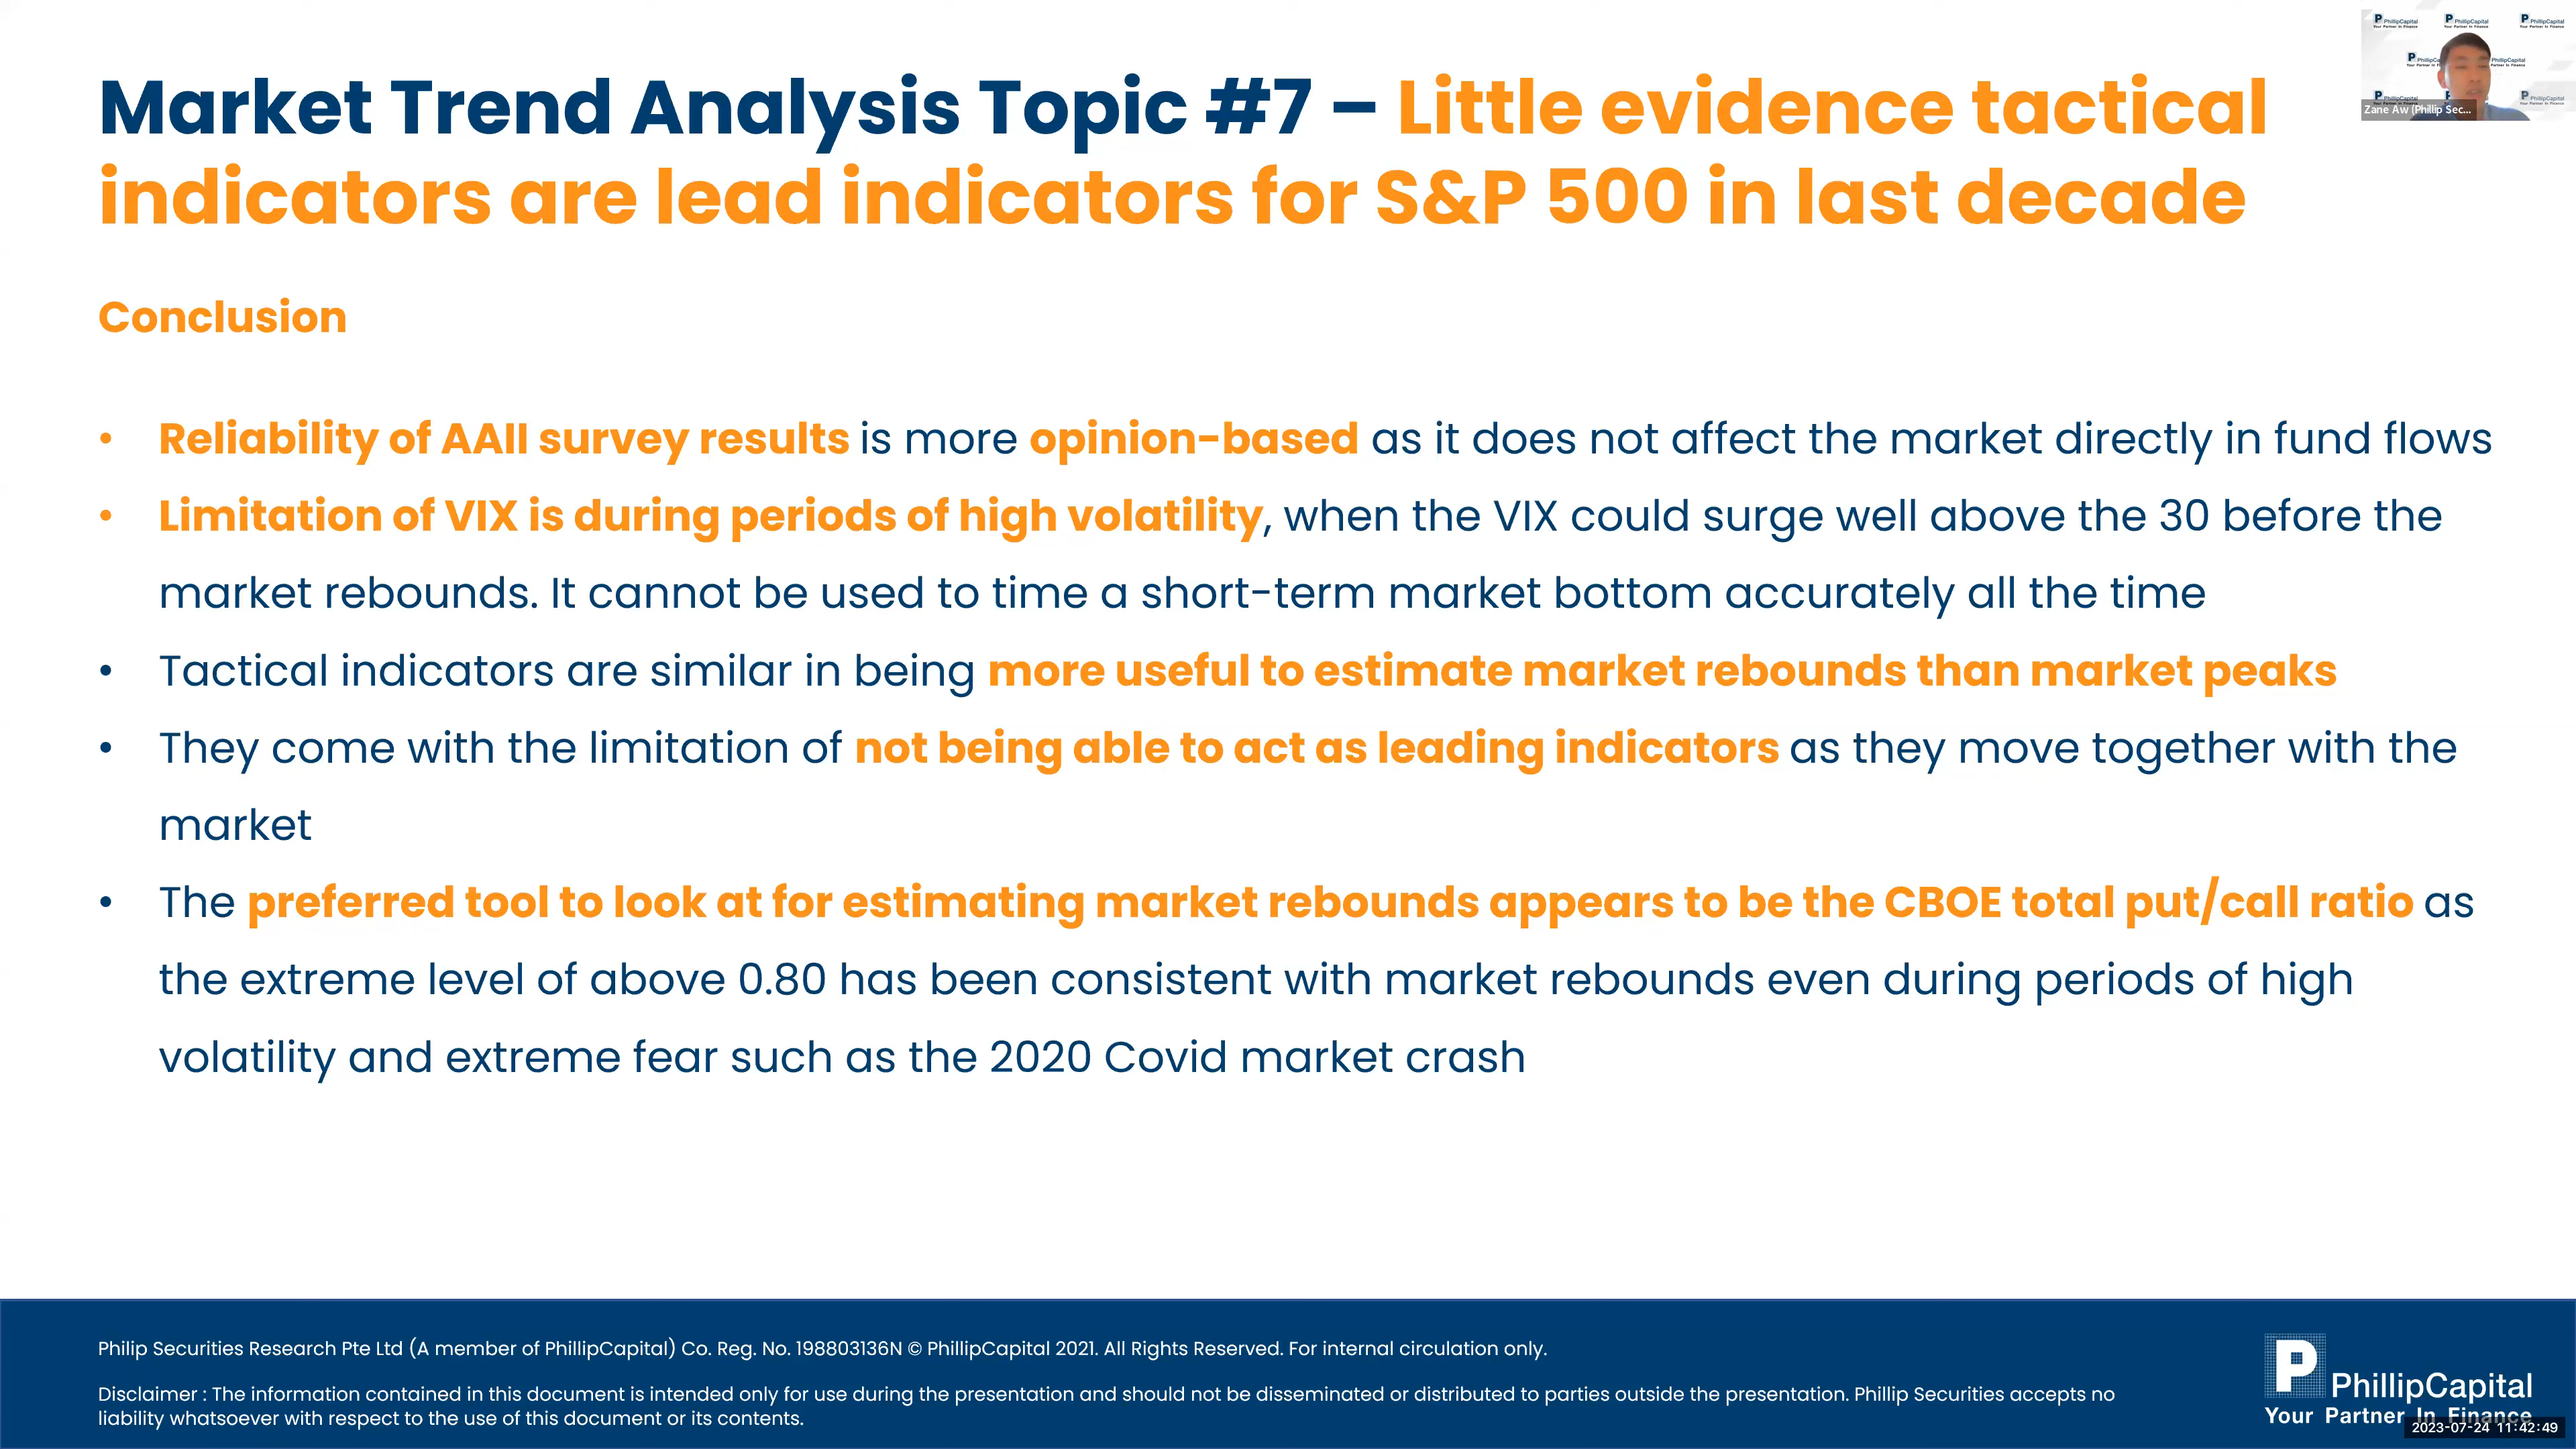 Market Trend Analysis Topic #7 – Little evidence tactical
indicators are lead indicators for S&P 500 in last decade
Conclusion
• Reliability of AAII survey results is more opinion-based as it does not affect the market directly in fund flows
• Limitation of VIX is during periods of high volatility, when the VIX could surge well above the 30 before the
market rebounds. It cannot be used to time a short-term market bottom accurately all the time
• Tactical indicators are similar in being more useful to estimate market rebounds than market peaks
• They come with the limitation of not being able to act as leading indicators as they move together with the
market
• The preferred tool to look at for estimating market rebounds appears to be the CBOE total put/call ratio as
the extreme level of above 0.80 has been consistent with market rebounds even during periods of high
volatility and extreme fear such as the 2020 Covid market crash
Zane Aw (Phillip Sec...
Philip Securities Research Pte Ltd (A member of PhillipCapital) Co. Reg. No. 198803136N © PhillipCapital 2021. All Rights Reserved. For internal circulation only.
Disclaimer : The information contained in this document is intended only for use during the presentation and should not be disseminated or distributed to parties outside the presentation. Phillip Securities accepts no
liability whatsoever with respect to the use of this document or its contents.
P PhillipCapital
Your Partner In Finance
2023-07-24 11:42:49